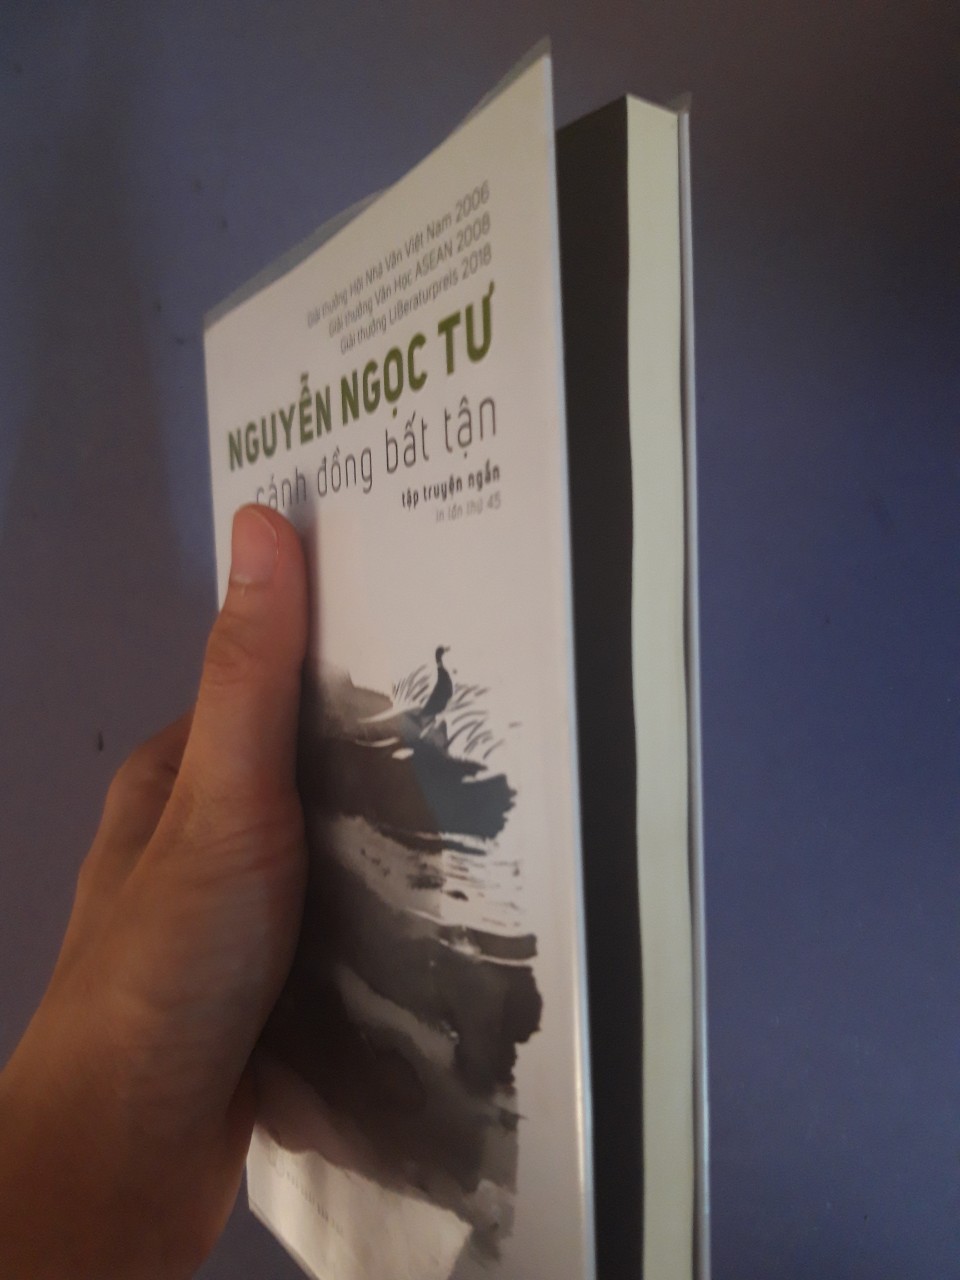 Giải thưởng Hội Nhà Văn Việt Nam 2006
Giải thưởng Văn Học ASEAN 2008
Giải thưởng LiBeraturpreis 2018
NGUYỄN NGỌC TƯ
cánh đồng bất tận
tập truyện ngắn
In lần thứ 45